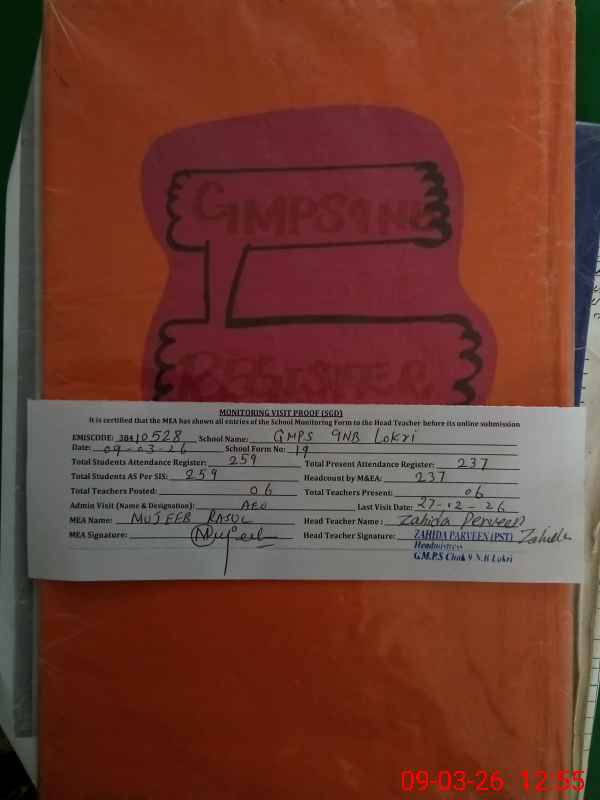 GMPS 9 NB
REGISTER
MONITORING VISIT PROOF (SGD)
It is certified that the MEA has shown all entries of the School Monitoring Form to the Head Teacher before its online submission
EMISCODE: 38410528 School Name: GMPS 9NB Lokri
Date: 09-03-26 School Form No: 19
Total Students Attendance Register: 259 Total Present Attendance Register: 237
Total Students AS Per SIS: 259 Headcount by M&EA: 237
Total Teachers Posted: 06 Total Teachers Present: 06
Admin Visit (Name & Designation): AEO Last Visit Date: 27-12-26
MEA Name: MUJEEB RASUL Head Teacher Name: Zahida Perveen
MEA Signature: Mujeeb Head Teacher Signature: ZAHIDA PARVEEN (PST) Zahida
Headmistress
G.M.P.S Chak 9 N.B Lokri
09-03-26 12:55